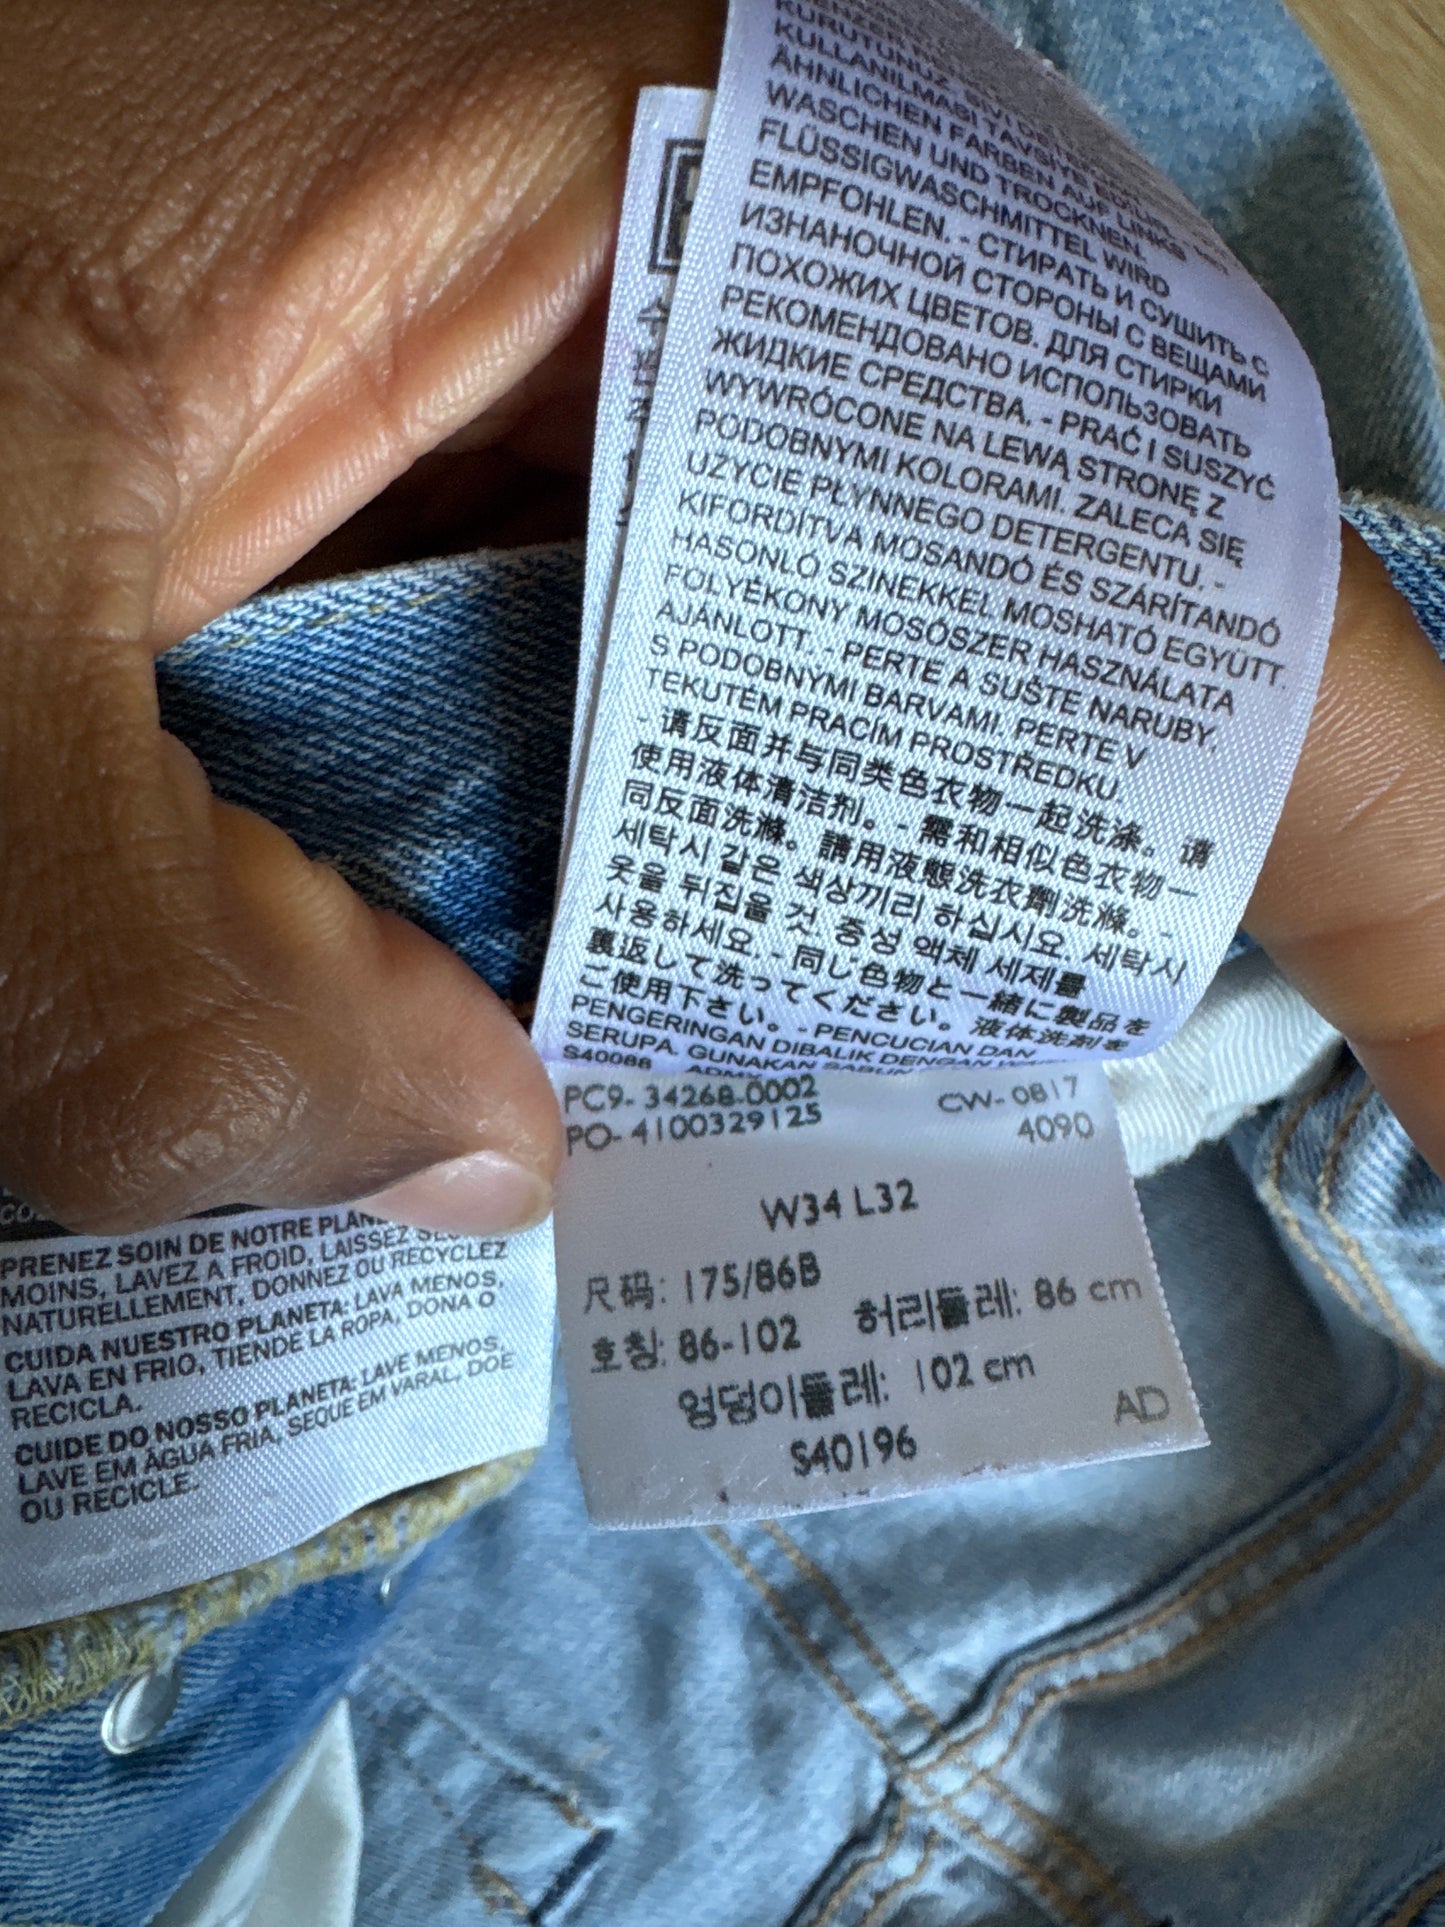 KURUTUNUZ
KULLANILMASI TAVSİYE
ÄHNLICHEN FARBEN AUF LINKS
WASCHEN UND TROCKNEN.
FLÜSSIGWASCHMITTEL WIRD
EMPFOHLEN. - СТИРАТЬ И СУШИТЬ С
ИЗНАНОЧНОЙ СТОРОНЫ С ВЕЩАМИ
ПОХОЖИХ ЦВЕТОВ. ДЛЯ СТИРКИ
РЕКОМЕНДОВАНО ИСПОЛЬЗОВАТЬ
ЖИДКИЕ СРЕДСТВА. - PRAĆ I SUSZYĆ
WYWRÓCONE NA LEWĄ STRONĘ Z
PODOBNYMI KOLORAMI. ZALECA SIĘ
UŻYCIE PŁYNNEGO DETERGENTU. -
KIFORDÍTVA MOSANDÓ ÉS SZÁRÍTANDÓ
HASONLÓ SZINEKKEL MOSHATÓ EGYÜTT.
FOLYÉKONY MOSÓSZER HASZNÁLATA
AJÁNLOTT. - PERTE A SUŠTE NARUBY,
S PODOBNÝMI BARVAMI. PERTE V
TEKUTÉM PRACÍM PROSTŘEDKU.
- 请反面并与同类色衣物一起洗涤。请
使用液体清洁剂。- 需和相似色衣物一
同反面洗滌。請用液態洗衣劑洗滌。-
세탁시 같은 색상끼리 하십시요. 세탁시
옷을 뒤집을 것. 중성 액체 세제를
사용하세요. - 同じ色物と一緒に製品を
裏返して洗ってください。液体洗剤を
ご使用下さい。- PENCUCIAN DAN
PENGERINGAN DIBALIK DENGAN
SERUPA. GUNAKAN SABUN
S40088
PC9- 34268-0002 CW- 0817
PO- 4100329125 4090
W34 L32
尺码: 175/86B
호칭: 86-102 허리둘레: 86 cm
엉덩이둘레: 102 cm
AD
S40196
PRENEZ SOIN DE NOTRE
MOINS, LAVEZ A FROID, LAISSEZ
NATURELLEMENT, DONNEZ OU RECYCLEZ
CUIDA NUESTRO PLANETA: LAVA MENOS,
LAVA EN FRIO, TIENDE LA ROPA, DONA O
RECICLA.
CUIDE DO NOSSO PLANETA: LAVE MENOS,
LAVE EM ÁGUA FRIA, SEQUE EM VARAL, DOE
OU RECICLE.